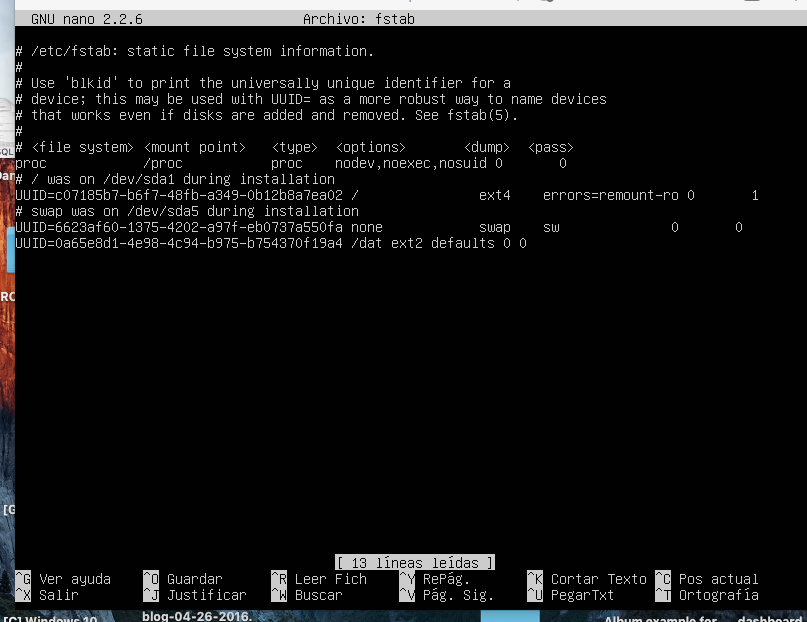 GNU nano 2.2.6 Archivo: fstab
# /etc/fstab: static file system information.
#
# Use 'blkid' to print the universally unique identifier for a
# device; this may be used with UUID= as a more robust way to name devices
# that works even if disks are added and removed. See fstab(5).
#
# <file system> <mount point> <type> <options> <dump> <pass>
proc /proc proc nodev,noexec,nosuid 0 0
# / was on /dev/sda1 during installation
UUID=c07185b7-b6f7-48fb-a349-0b12b8a7ea02 / ext4 errors=remount-ro 0 1
# swap was on /dev/sda5 during installation
UUID=6623af60-1375-4202-a97f-eb0737a550fa none swap sw 0 0
UUID=0a65e8d1-4e98-4c94-b975-b754370f19a4 /dat ext2 defaults 0 0
[ 13 líneas leídas ]
^G Ver ayuda ^O Guardar ^R Leer Fich ^Y RePág. ^K Cortar Texto ^C Pos actual
^X Salir ^J Justificar ^W Buscar ^V Pág. Sig. ^U PegarTxt ^T Ortografía
[C] Windows 10 blog-04-26-2016. Album example for dashboard